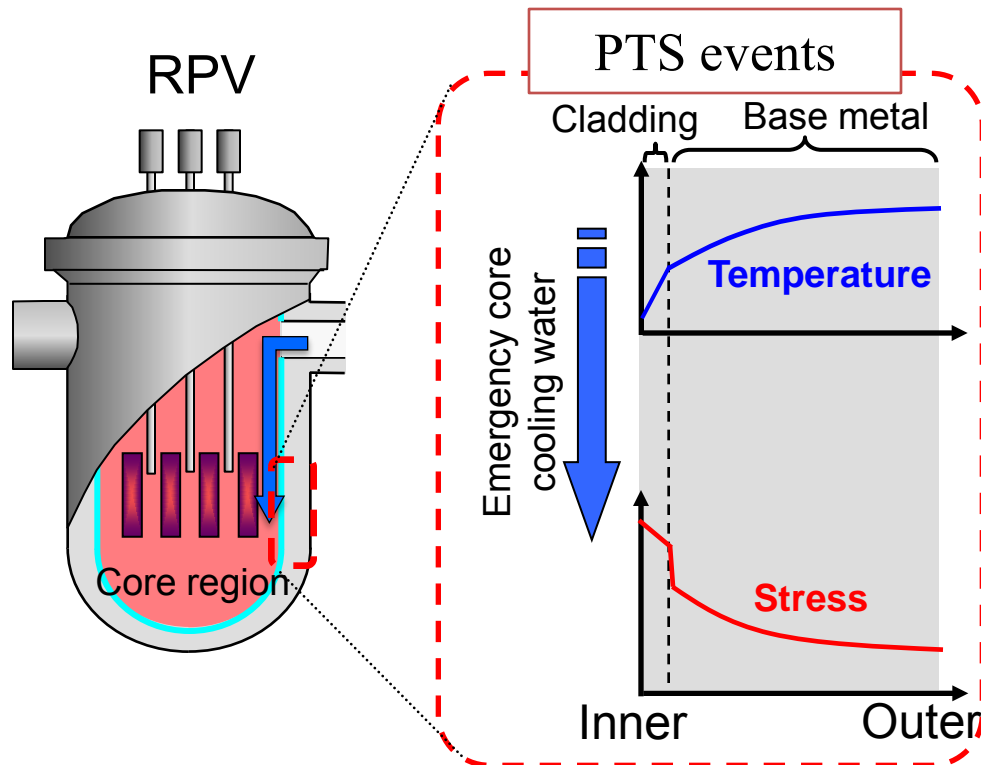 RPV
Core region
PTS events
Cladding
Base metal
Emergency core
cooling water
Temperature
Stress
Inner
Outer